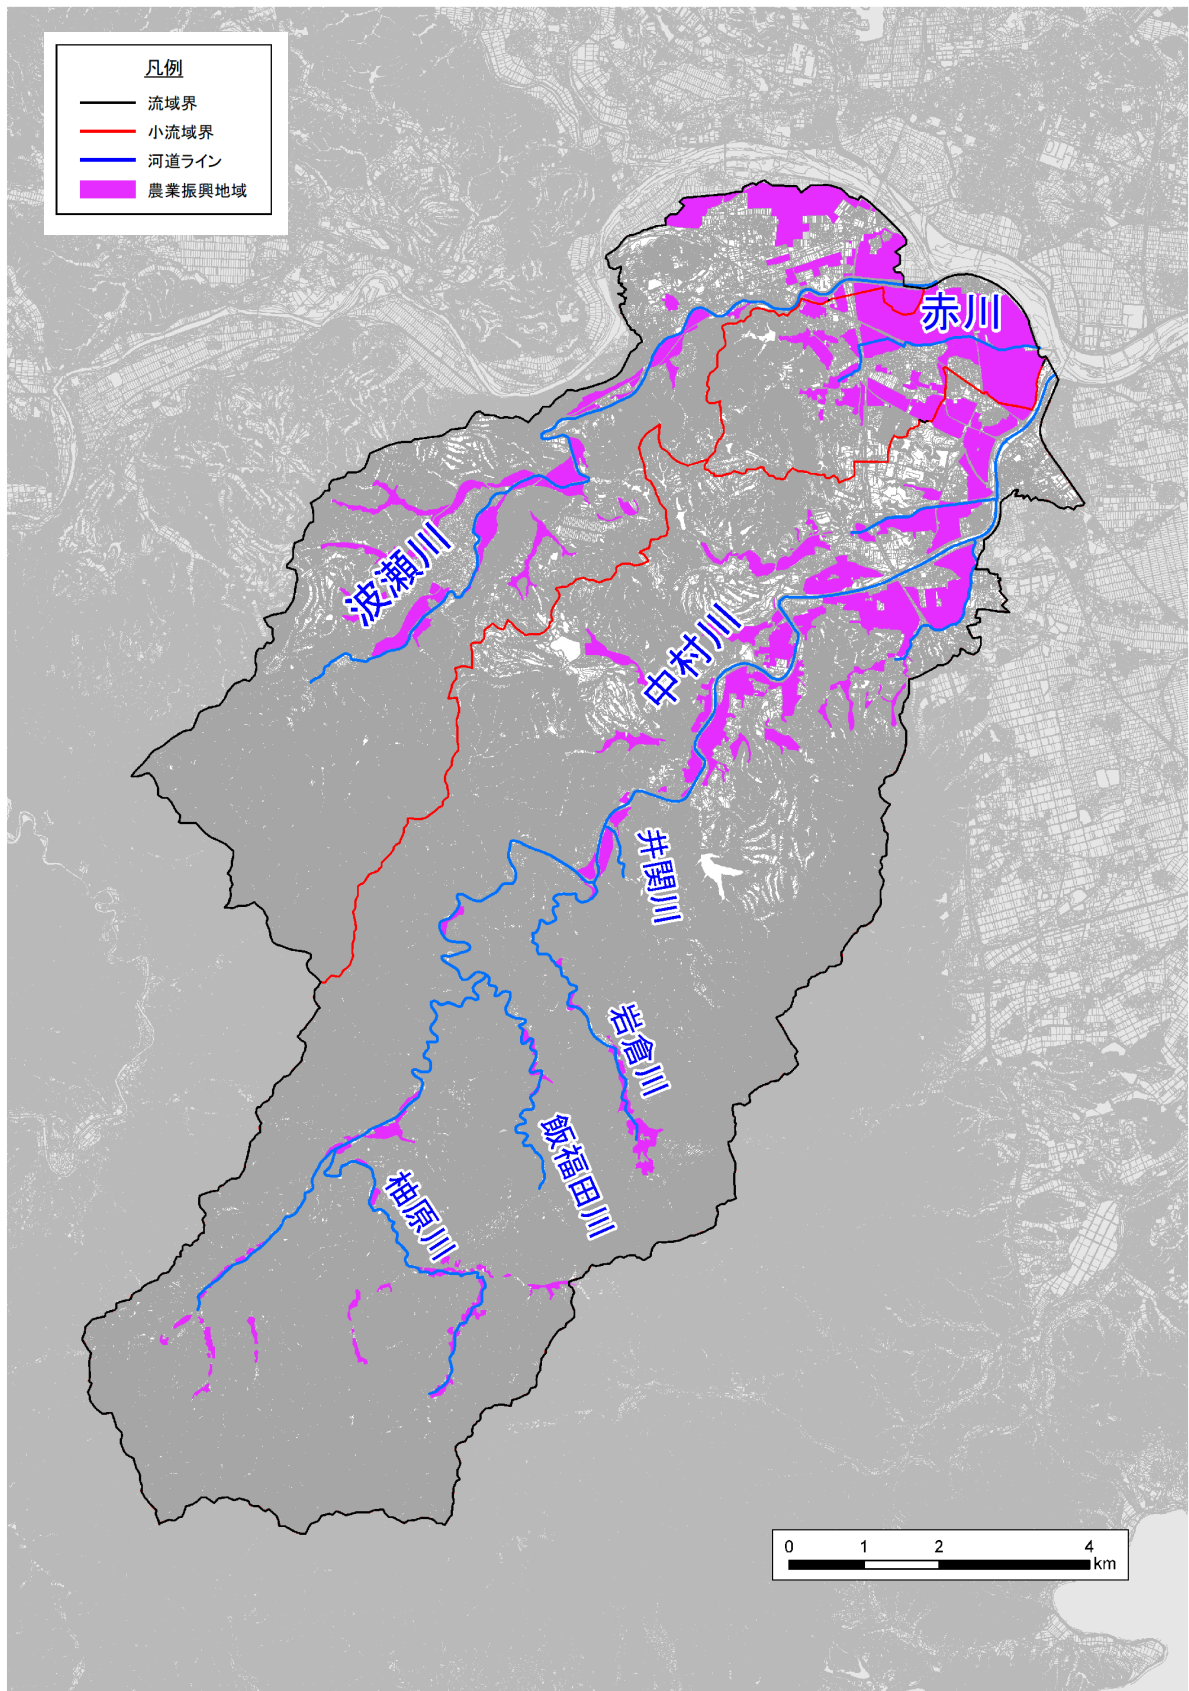 凡例
流域界
小流域界
河道ライン
農業振興地域
赤川
波瀬川
中村川
井関川
岩倉川
飯福田川
柚原川
0 1 2 4
km